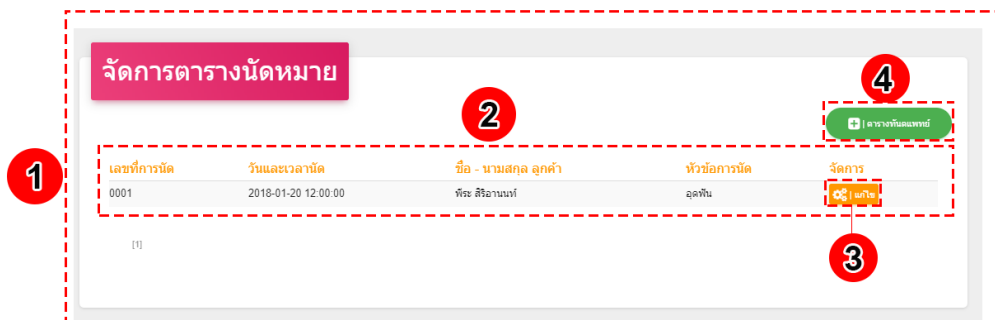 จัดการตารางนัดหมาย
4
| ตารางทันตแพทย์
2
1
เลขที่การนัด วันและเวลานัด ชื่อ - นามสกุล ลูกค้า หัวข้อการนัด จัดการ
0001 2018-01-20 12:00:00 พีระ สิริอานนท์ อุดฟัน | แก้ไข
[1]
3